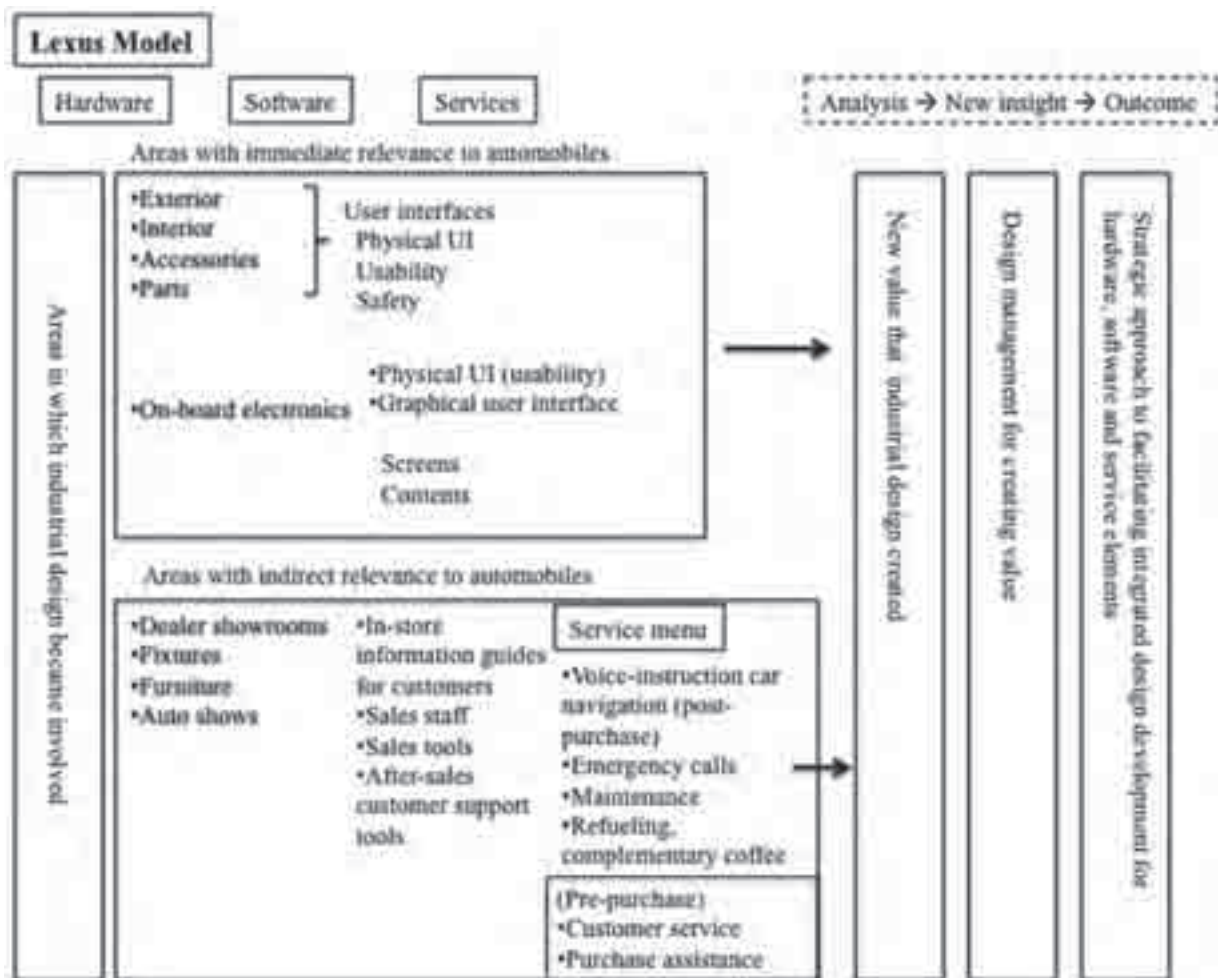 Lexus Model
Hardware
Software
Services
Analysis → New insight → Outcome
Areas with immediate relevance to automobiles
Areas in which industrial design became involved
•Exterior
•Interior
•Accessories
•Parts
User interfaces
Physical UI
Usability
Safety
•On-board electronics
•Physical UI (usability)
•Graphical user interface
Screens
Contents
Areas with indirect relevance to automobiles
•Dealer showrooms
•Fixtures
•Furniture
•Auto shows
•In-store
information guides
for customers
•Sales staff
•Sales tools
•After-sales
customer support
tools
Service menu
•Voice-instruction car
navigation (post-
purchase)
•Emergency calls
•Maintenance
•Refueling,
complementary coffee
(Pre-purchase)
•Customer service
•Purchase assistance
New value that industrial design created
Design management for creating value
Strategic approach to facilitating integrated design development for
hardware, software and service elements